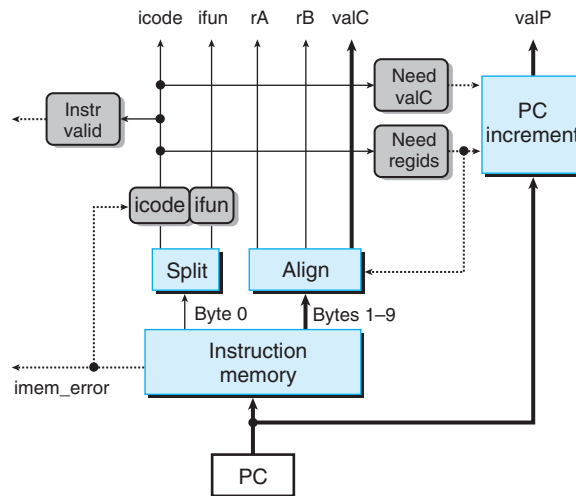 icode ifun rA rB valC valP
Need
valC
Instr
valid
PC
increment
Need
regids
icode ifun
Split
Align
Byte 0
Bytes 1–9
Instruction
memory
imem_error
PC